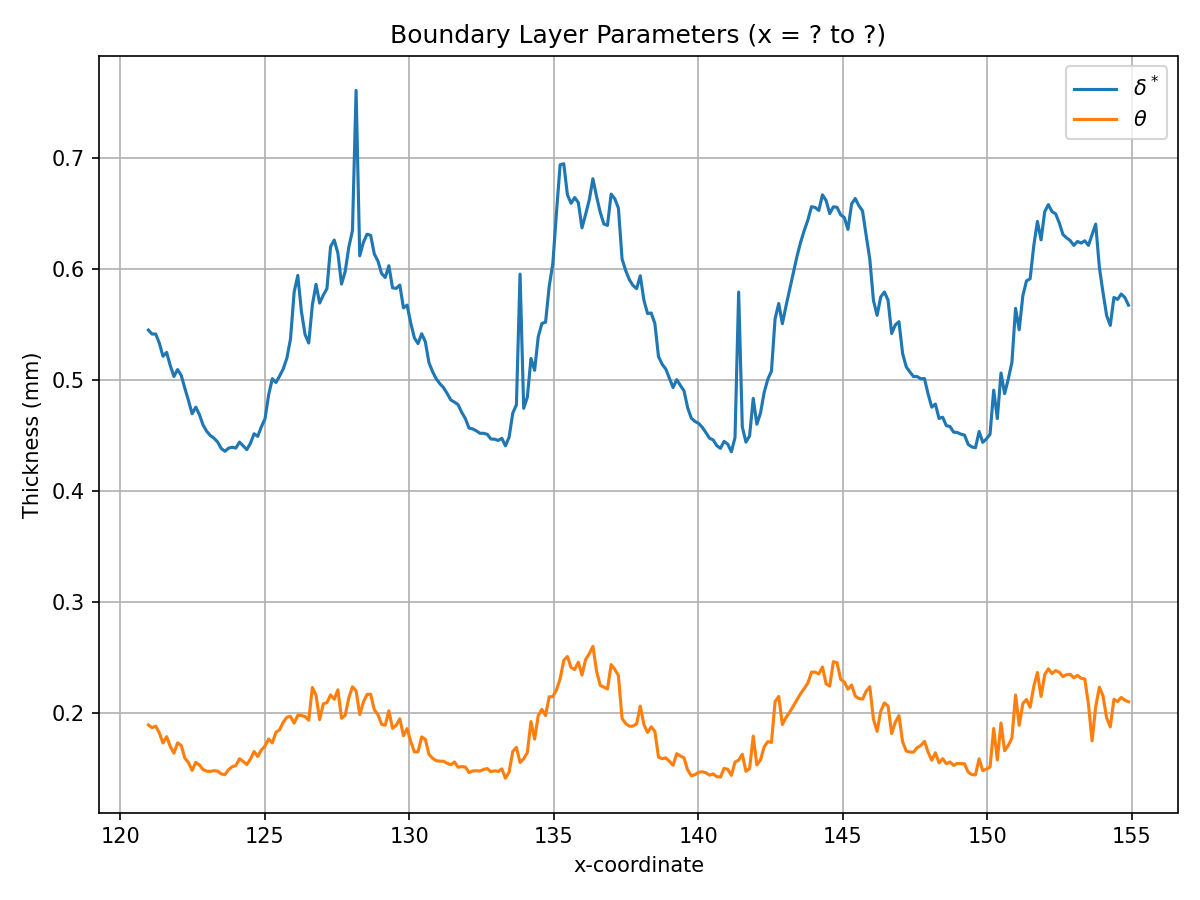 Boundary Layer Parameters (x = ? to ?)
δ*
θ
Thickness (mm)
0.7
0.6
0.5
0.4
0.3
0.2
120 125 130 135 140 145 150 155
x-coordinate